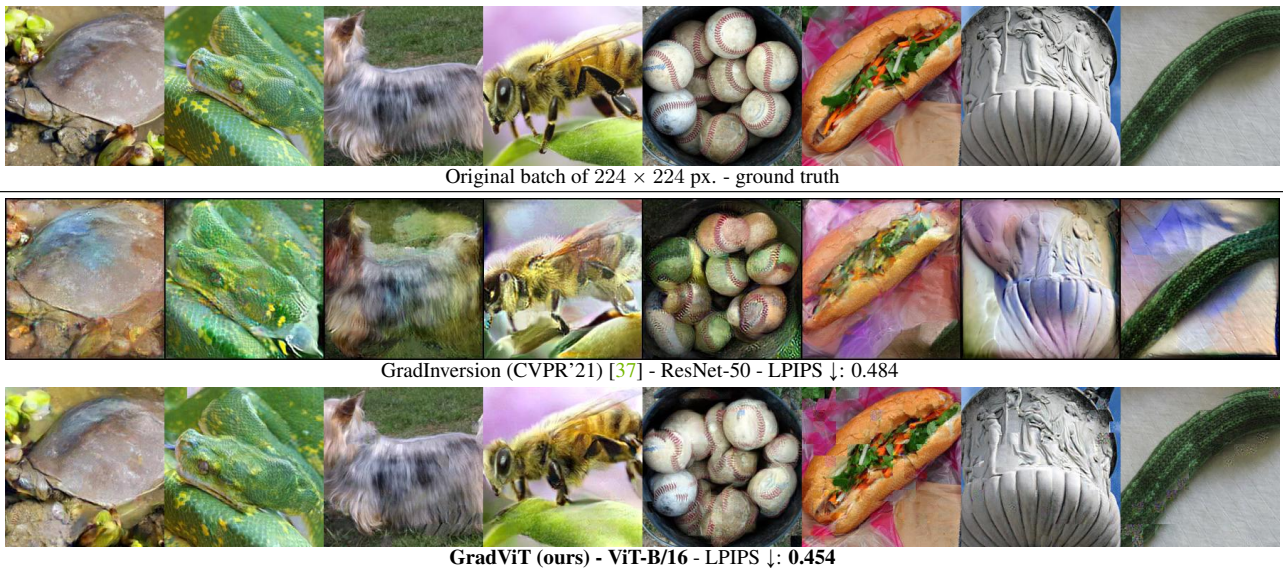 Original batch of 224 × 224 px. - ground truth
GradInversion (CVPR'21) [37] - ResNet-50 - LPIPS ↓: 0.484
GradViT (ours) - ViT-B/16 - LPIPS ↓: 0.454